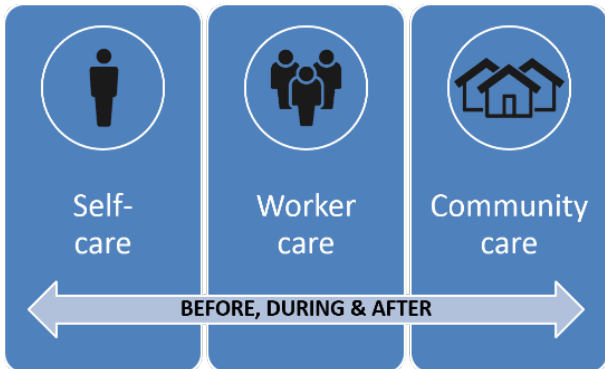 Self-
care
Worker
care
Community
care
BEFORE, DURING & AFTER